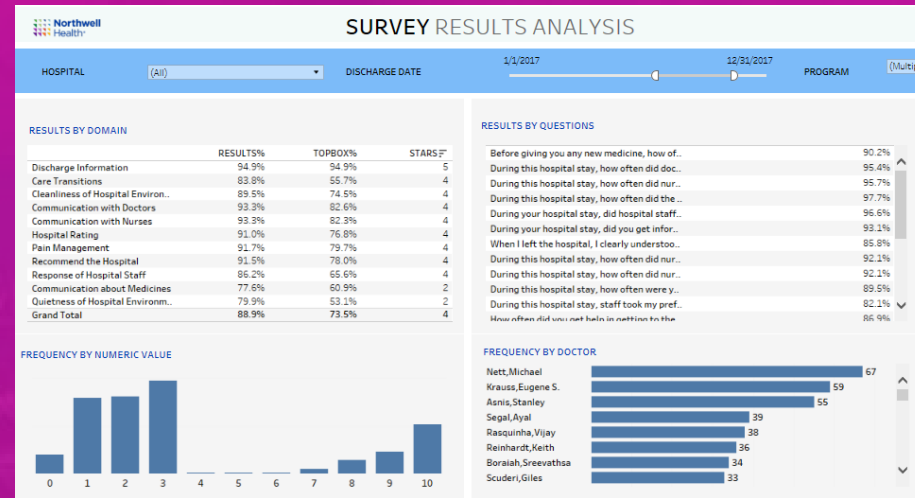 Northwell
Health
SURVEY RESULTS ANALYSIS
HOSPITAL (All) DISCHARGE DATE 1/1/2017 12/31/2017 PROGRAM (Multip
RESULTS BY DOMAIN
RESULTS% TOPBOX% STARS
Discharge Information 94.9% 94.9% 5
Care Transitions 83.8% 55.7% 4
Cleanliness of Hospital Environ.. 89.5% 74.5% 4
Communication with Doctors 93.3% 82.6% 4
Communication with Nurses 93.3% 82.3% 4
Hospital Rating 91.0% 76.8% 4
Pain Management 91.7% 79.7% 4
Recommend the Hospital 91.5% 78.0% 4
Response of Hospital Staff 86.2% 65.6% 4
Communication about Medicines 77.6% 60.9% 2
Quietness of Hospital Environm.. 79.9% 53.1% 2
Grand Total 88.9% 73.5% 4
RESULTS BY QUESTIONS
Before giving you any new medicine, how of.. 90.2%
During this hospital stay, how often did doc.. 95.4%
During this hospital stay, how often did nur.. 95.7%
During this hospital stay, how often did the .. 97.7%
During your hospital stay, did hospital staff.. 96.6%
During your hospital stay, did you get infor.. 93.1%
When I left the hospital, I clearly understoo.. 85.8%
During this hospital stay, how often did nur.. 92.1%
During this hospital stay, how often did nur.. 92.1%
During this hospital stay, how often were y.. 89.5%
During this hospital stay, staff took my pref.. 82.1%
How often did you get help in getting to the 86.9%
FREQUENCY BY NUMERIC VALUE
0 1 2 3 4 5 6 7 8 9 10
FREQUENCY BY DOCTOR
Nett,Michael 67
Krauss,Eugene S. 59
Asnis,Stanley 55
Segal,Ayal 39
Rasquinha,Vijay 38
Reinhardt,Keith 36
Boraiah,Sreevathsa 34
Scuderi,Giles 33